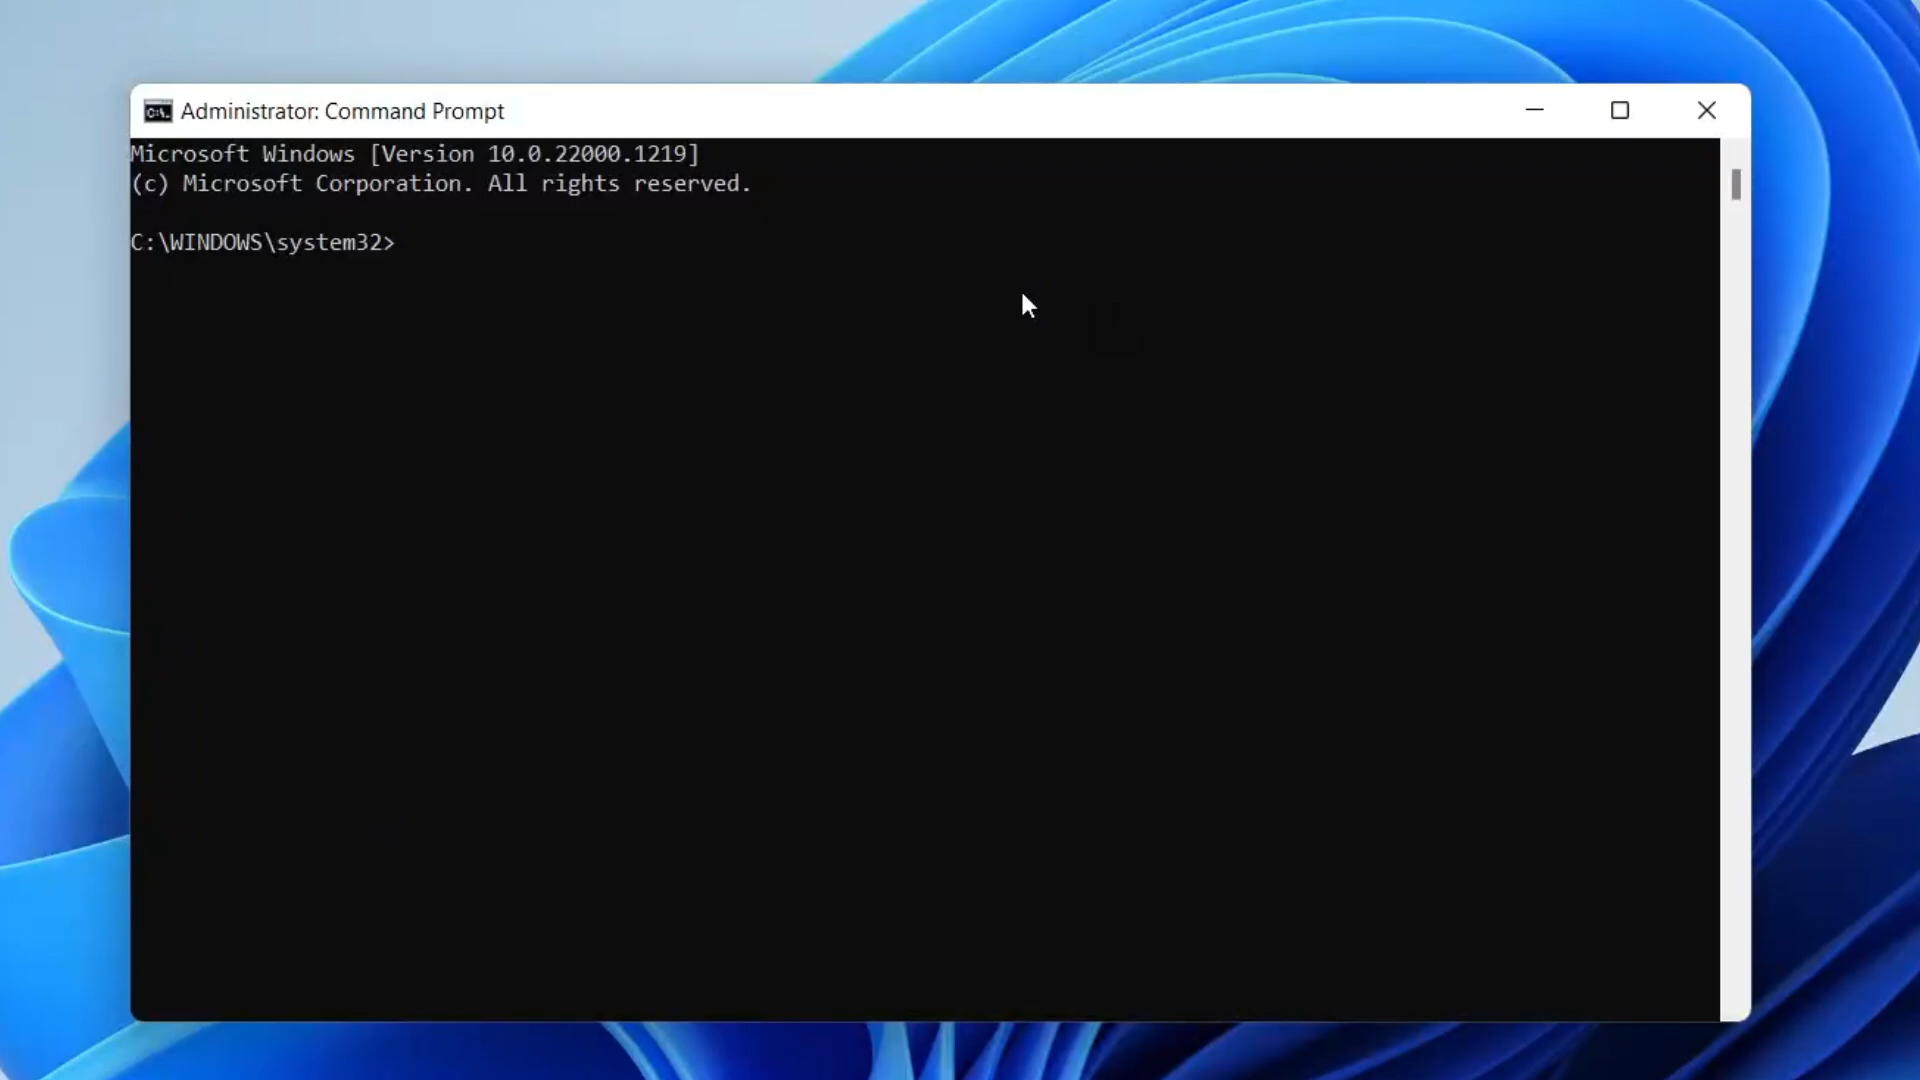 Administrator: Command Prompt
Microsoft Windows [Version 10.0.22000.1219]
(c) Microsoft Corporation. All rights reserved.
C:\WINDOWS\system32>